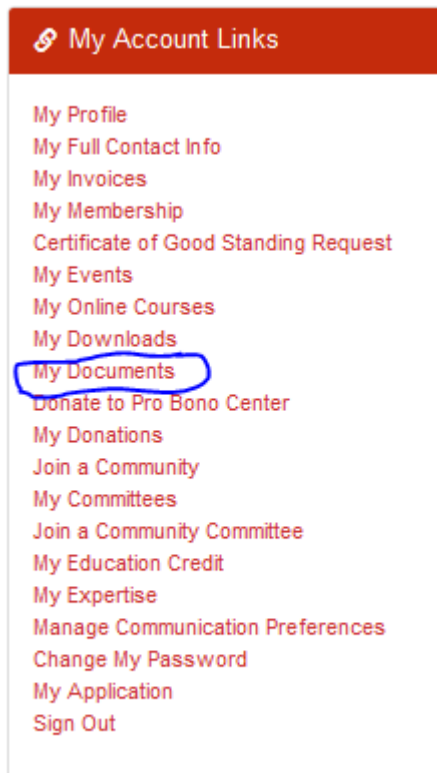 My Account Links
My Profile
My Full Contact Info
My Invoices
My Membership
Certificate of Good Standing Request
My Events
My Online Courses
My Downloads
My Documents
Donate to Pro Bono Center
My Donations
Join a Community
My Committees
Join a Community Committee
My Education Credit
My Expertise
Manage Communication Preferences
Change My Password
My Application
Sign Out